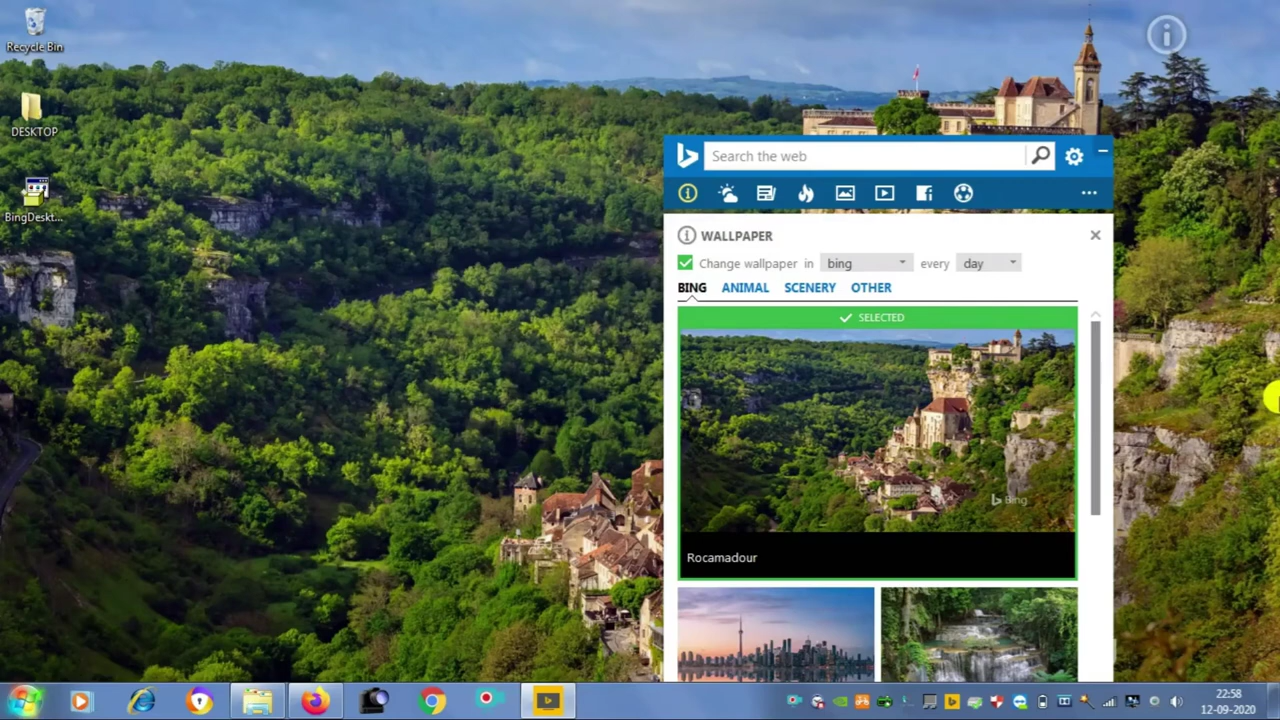 Recycle Bin
DESKTOP
BingDeskt...
Search the web
WALLPAPER
Change wallpaper in bing every day
BING ANIMAL SCENERY OTHER
SELECTED
Bing
Rocamadour
22:58
12-09-2020